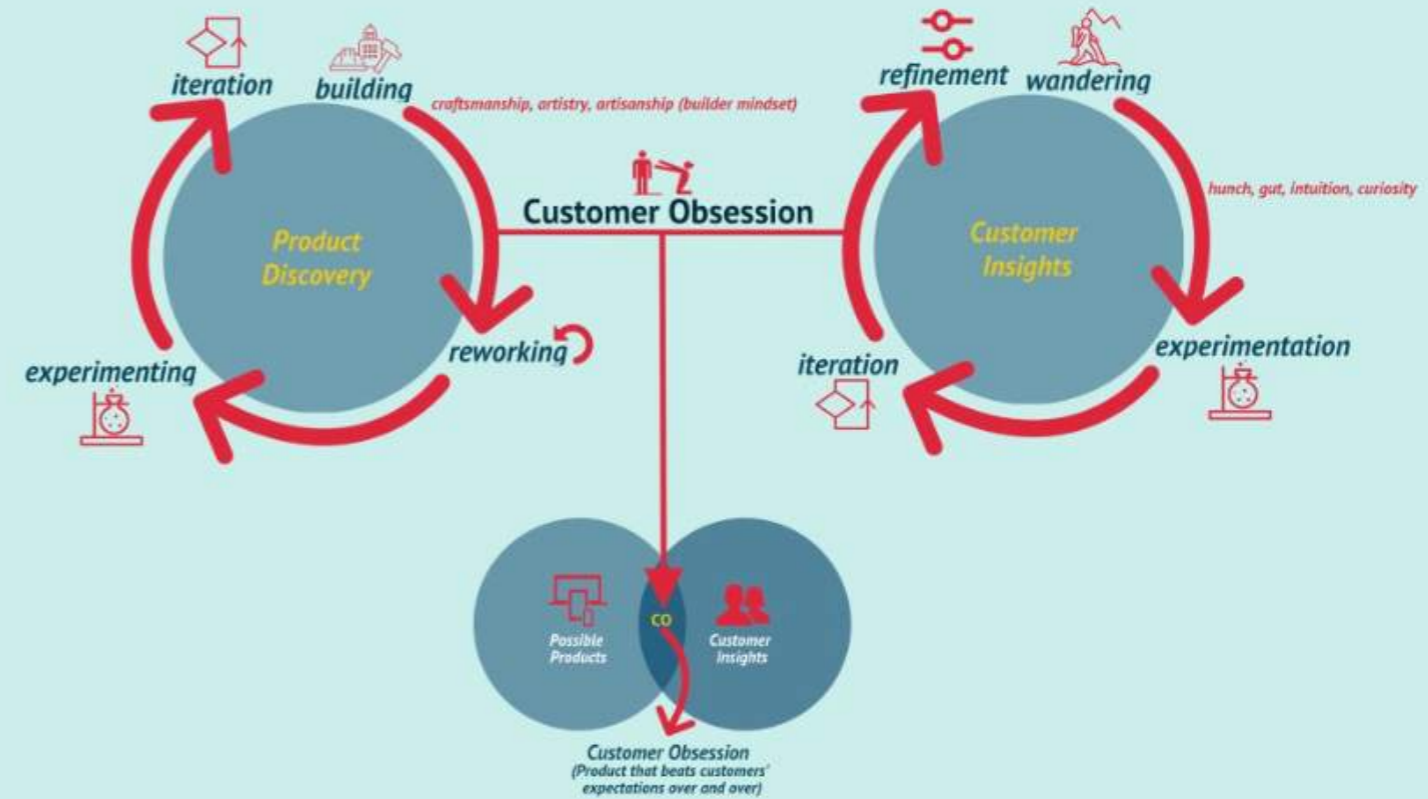 iteration
building
craftsmanship, artistry, artisanship (builder mindset)
Product
Discovery
reworking
experimenting
Customer Obsession
refinement
wandering
hunch, gut, intuition, curiosity
Customer
Insights
experimentation
iteration
Possible
Products
CO
Customer
Insights
Customer Obsession
(Product that beats customers'
expectations over and over)